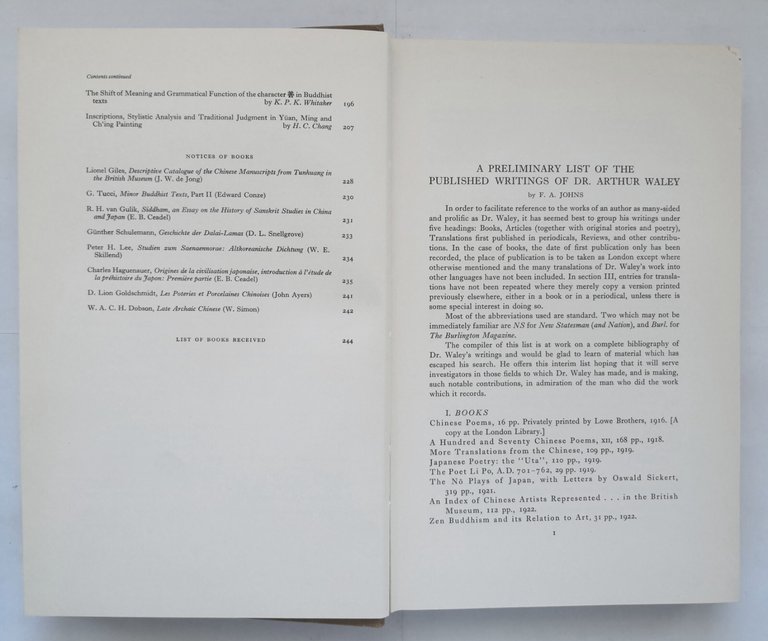 Contents continued
The Shift of Meaning and Grammatical Function of the character 著 in Buddhist
texts by K. P. K. Whitaker 196
Inscriptions, Stylistic Analysis and Traditional Judgment in Yüan, Ming and
Ch'ing Painting by H. C. Chang 207
NOTICES OF BOOKS
Lionel Giles, Descriptive Catalogue of the Chinese Manuscripts from Tunhuang in
the British Museum (J. W. de Jong) 228
G. Tucci, Minor Buddhist Texts, Part II (Edward Conze) 230
R. H. van Gulik, Siddham, an Essay on the History of Sanskrit Studies in China
and Japan (E. B. Ceadel) 231
Günther Schulemann, Geschichte der Dalai-Lamas (D. L. Snellgrove) 233
Peter H. Lee, Studien zum Saenaennorae: Altkoreanische Dichtung (W. E.
Skillend) 234
Charles Haguenauer, Origines de la civilisation japonaise, introduction à l'étude de
la préhistoire du Japon: Première partie (E. B. Ceadel) 235
D. Lion Goldschmidt, Les Poteries et Porcelaines Chinoises (John Ayers) 241
W. A. C. H. Dobson, Late Archaic Chinese (W. Simon) 242
LIST OF BOOKS RECEIVED 244
A PRELIMINARY LIST OF THE
PUBLISHED WRITINGS OF DR. ARTHUR WALEY
by F. A. JOHNS
In order to facilitate reference to the works of an author as many-sided
and prolific as Dr. Waley, it has seemed best to group his writings under
five headings: Books, Articles (together with original stories and poetry),
Translations first published in periodicals, Reviews, and other contribu-
tions. In the case of books, the date of first publication only has been
recorded, the place of publication is to be taken as London except where
otherwise mentioned and the many translations of Dr. Waley's work into
other languages have not been included. In section III, entries for transla-
tions have not been repeated where they merely copy a version printed
previously elsewhere, either in a book or in a periodical, unless there is
some special interest in doing so.
Most of the abbreviations used are standard. Two which may not be
immediately familiar are NS for New Statesman (and Nation), and Burl. for
The Burlington Magazine.
The compiler of this list is at work on a complete bibliography of
Dr. Waley's writings and would be glad to learn of material which has
escaped his search. He offers this interim list hoping that it will serve
investigators in those fields to which Dr. Waley has made, and is making,
such notable contributions, in admiration of the man who did the work
which it records.
I. BOOKS
Chinese Poems, 16 pp. Privately printed by Lowe Brothers, 1916. [A
copy at the London Library.]
A Hundred and Seventy Chinese Poems, XII, 168 pp., 1918.
More Translations from the Chinese, 109 pp., 1919.
Japanese Poetry: the "Uta", 110 pp., 1919.
The Poet Li Po, A.D. 701–762, 29 pp. 1919.
The Nō Plays of Japan, with Letters by Oswald Sickert,
319 pp., 1921.
An Index of Chinese Artists Represented . . . in the British
Museum, 112 pp., 1922.
Zen Buddhism and its Relation to Art, 31 pp., 1922.
1